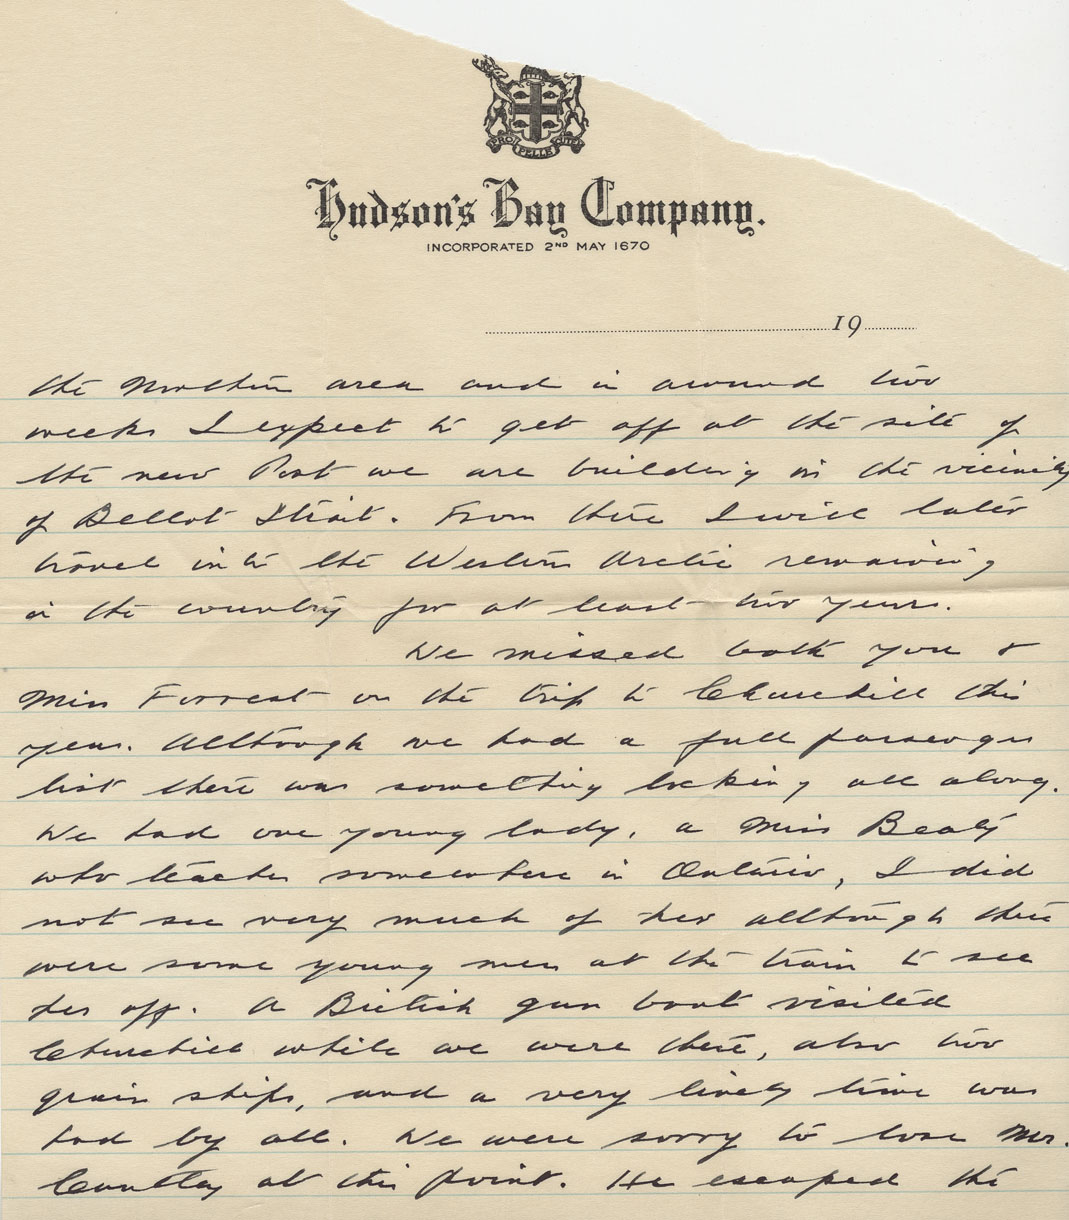 PRO PELLE CUTEM
Hudson's Bay Company.
INCORPORATED 2ND MAY 1670
19
the Northern area and in around two
weeks I expect to get off at the site of
the new Post we are building in the vicinity
of Bellot Strait. From there I will later
travel into the Western Arctic remaining
in the country for at least two years.
We missed both you &
Miss Forrest on the trip to Churchill this
year. Although we had a full passenger
list there was something lacking all along.
We had one young lady, a Miss Beaty
who teaches somewhere in Ontario, I did
not see very much of her allthough there
were some young men at the train to see
her off. A British gun boat visited
Churchill while we were there, also two
grain ships, and a very lively time was
had by all. We were sorry to lose Mr.
at this point. He escaped the